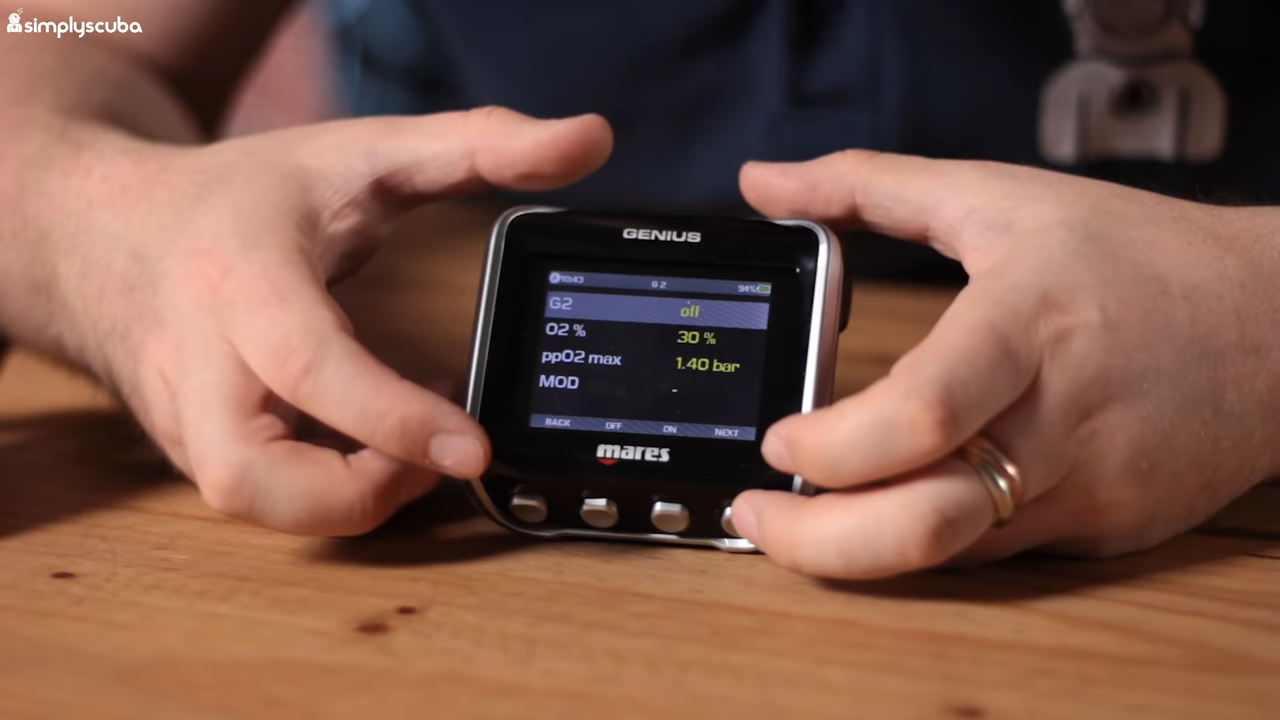 simplyscuba
GENIUS
10:43 G2 94%
G2 off
O2 % 30 %
ppO2 max 1.40 bar
MOD -
BACK OFF ON NEXT
mares